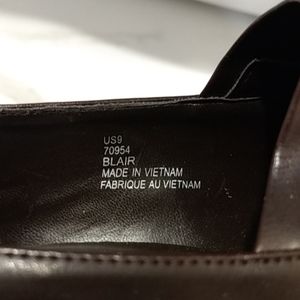 US9
70954
BLAIR
MADE IN VIETNAM
FABRIQUE AU VIETNAM